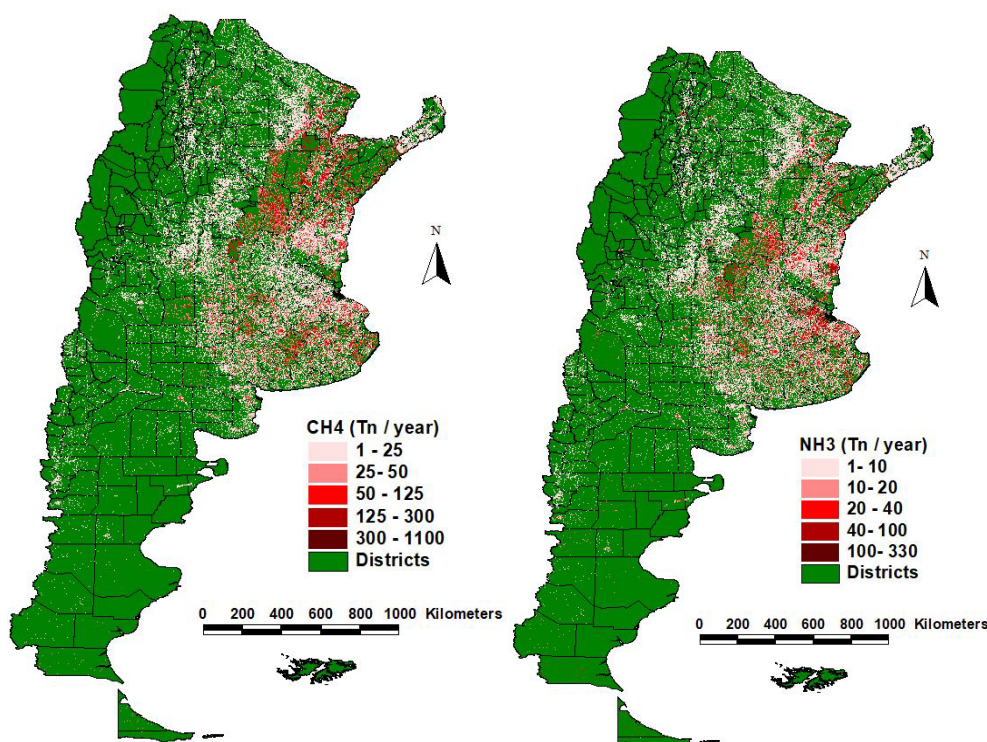 N
CH4 (Tn / year)
1 - 25
25 - 50
50 - 125
125 - 300
300 - 1100
Districts
0 200 400 600 800 1000 Kilometers
N
NH3 (Tn / year)
1- 10
10- 20
20 - 40
40- 100
100- 330
Districts
0 200 400 600 800 1000 Kilometers